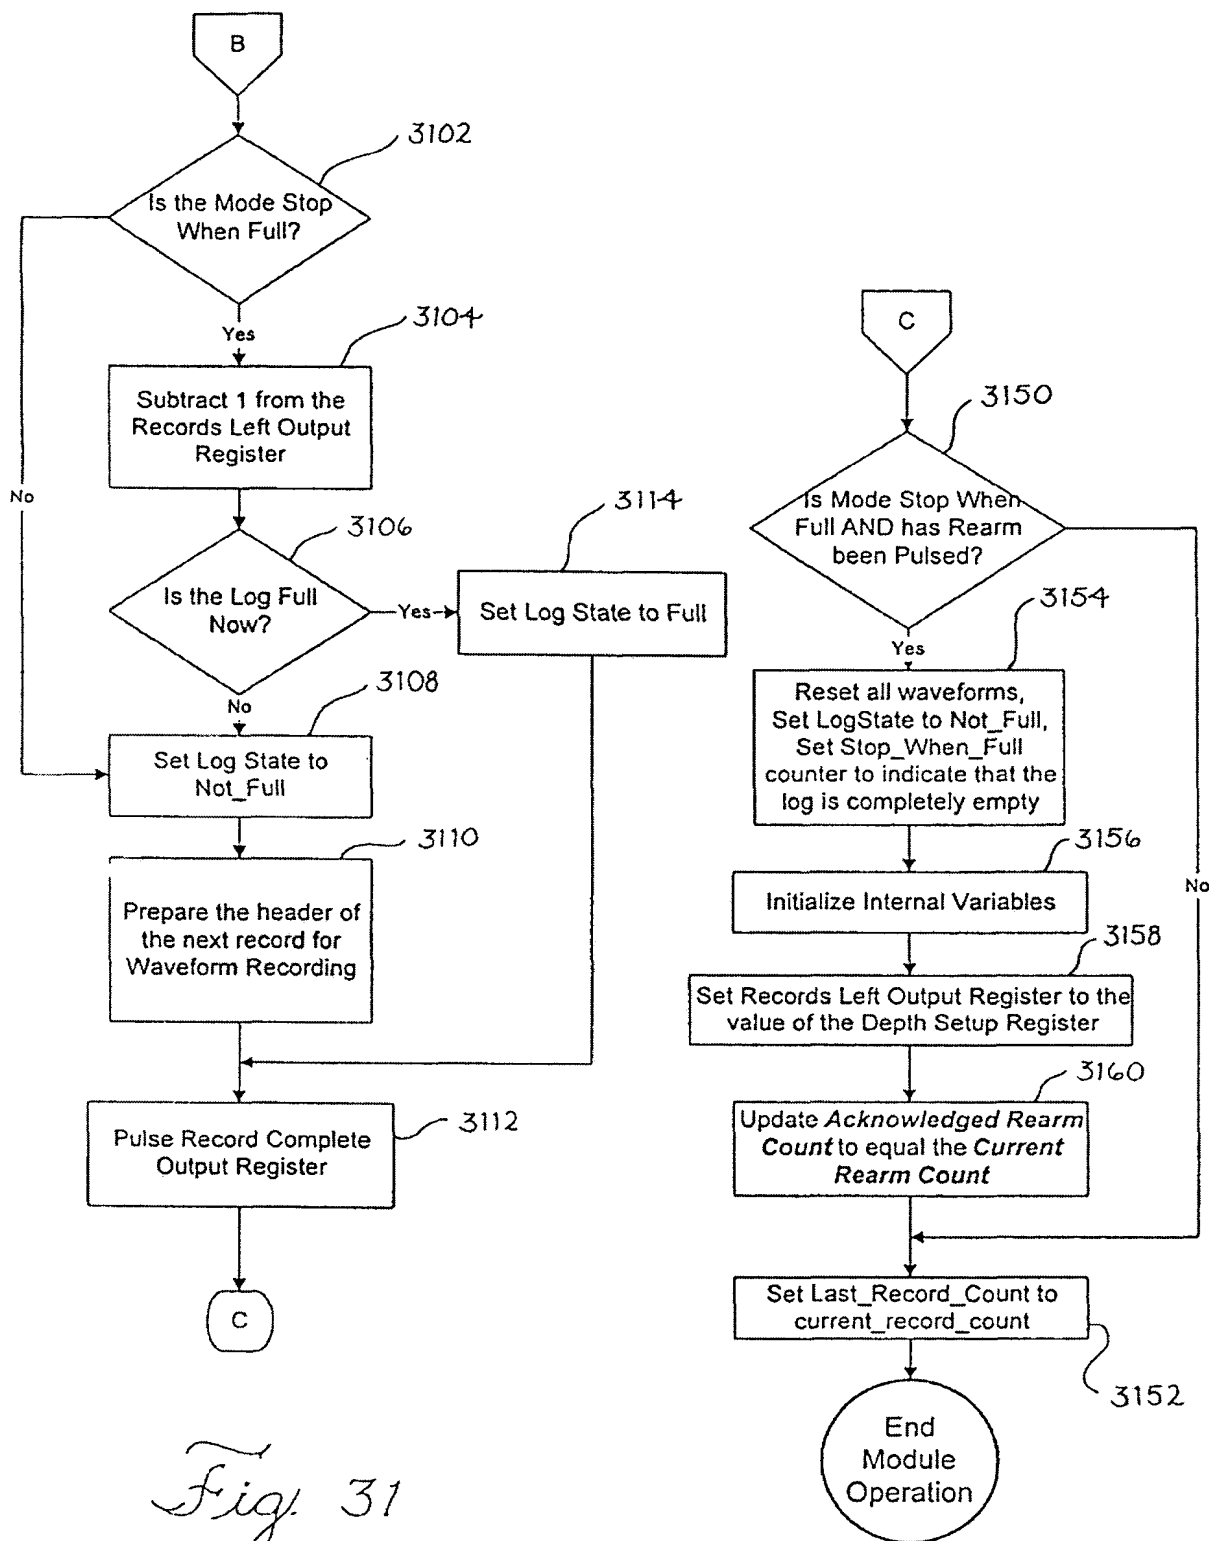 B
3102
Is the Mode Stop
When Full?
Yes
No
3104
Subtract 1 from the
Records Left Output
Register
3106
Is the Log Full
Now?
Yes
No
3114
Set Log State to Full
3108
Set Log State to
Not_Full
3110
Prepare the header of
the next record for
Waveform Recording
3112
Pulse Record Complete
Output Register
C
C
3150
Is Mode Stop When
Full AND has Rearm
been Pulsed?
Yes
No
3154
Reset all waveforms,
Set LogState to Not_Full,
Set Stop_When_Full
counter to indicate that the
log is completely empty
3156
Initialize Internal Variables
3158
Set Records Left Output Register to the
value of the Depth Setup Register
3160
Update Acknowledged Rearm
Count to equal the Current
Rearm Count
Set Last_Record_Count to
current_record_count
3152
End
Module
Operation
Fig. 31